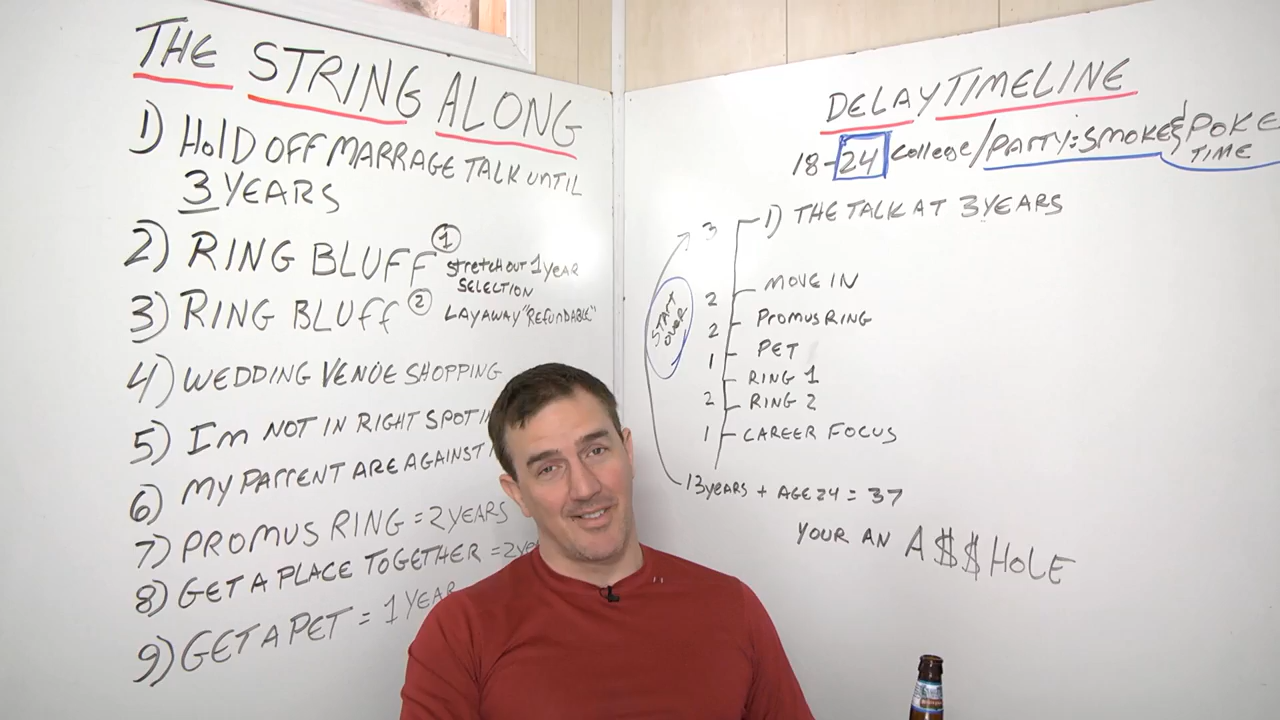 THE STRING ALONG
1) HOLD OFF MARRAGE TALK UNTIL
3 YEARS
2) RING BLUFF 1 STRETCH OUT 1 YEAR
SELECTION
3) RING BLUFF 2 LAYAWAY "REFUNDABLE"
4) WEDDING VENUE SHOPPING
5) I'm NOT IN RIGHT SPOT
6) MY PARRENT ARE AGAINST
7) PROMUS RING = 2 YEARS
8) GET A PLACE TOGETHER = 2
9) GET A PET = 1 YEAR
DELAY TIMELINE
18-24 College/PARTY: SMOKE & POKE
TIME
3 1) THE TALK AT 3 YEARS
START
OVER
2 MOVE IN
2 PROMUS RING
1 PET
RING 1
2 RING 2
1 CAREER FOCUS
13 years + AGE 24 = 37
YOUR AN A$$HOLE